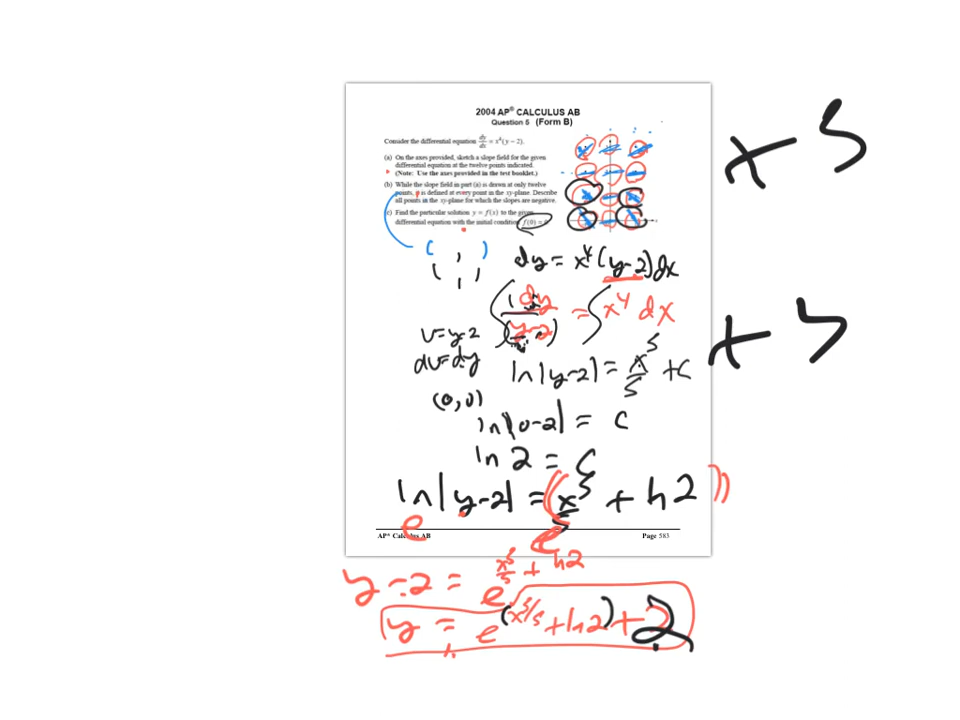 2004 AP® CALCULUS AB
Question 5 (Form B)
Consider the differential equation dy/dx = x⁴(y − 2).
(a) On the axes provided, sketch a slope field for the given
differential equation at the twelve points indicated.
(Note: Use the axes provided in the test booklet.)
(b) While the slope field in part (a) is drawn at only twelve
points, it is defined at every point in the xy-plane. Describe
all points in the xy-plane for which the slopes are negative.
c) Find the particular solution y = f(x) to the given
differential equation with the initial condition f(0) =
dy = x⁴(y-2)dx
1 dy/(y-2) = ∫ x⁴ dx
u=y-2
du=dy
ln|y-2| = x⁵/5 + c
(0,0)
ln|0-2| = C
ln 2 = C
ln|y-2| = (x⁵/5 + ln2)
e e
AP® Calculus AB Page 583
y-2 = e^(x⁵/5 + ln2)
y = e^(x⁵/5 + ln2) + 2
x 5
x 5